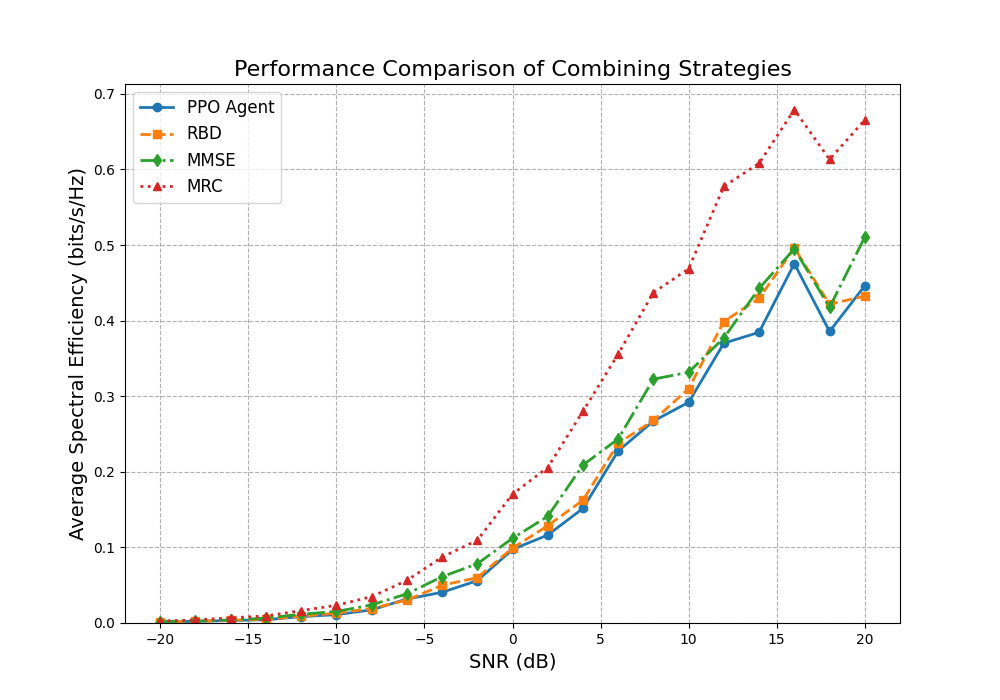 Performance Comparison of Combining Strategies
PPO Agent
RBD
MMSE
MRC
Average Spectral Efficiency (bits/s/Hz)
0.7
0.6
0.5
0.4
0.3
0.2
0.1
0.0
−20 −15 −10 −5 0 5 10 15 20
SNR (dB)